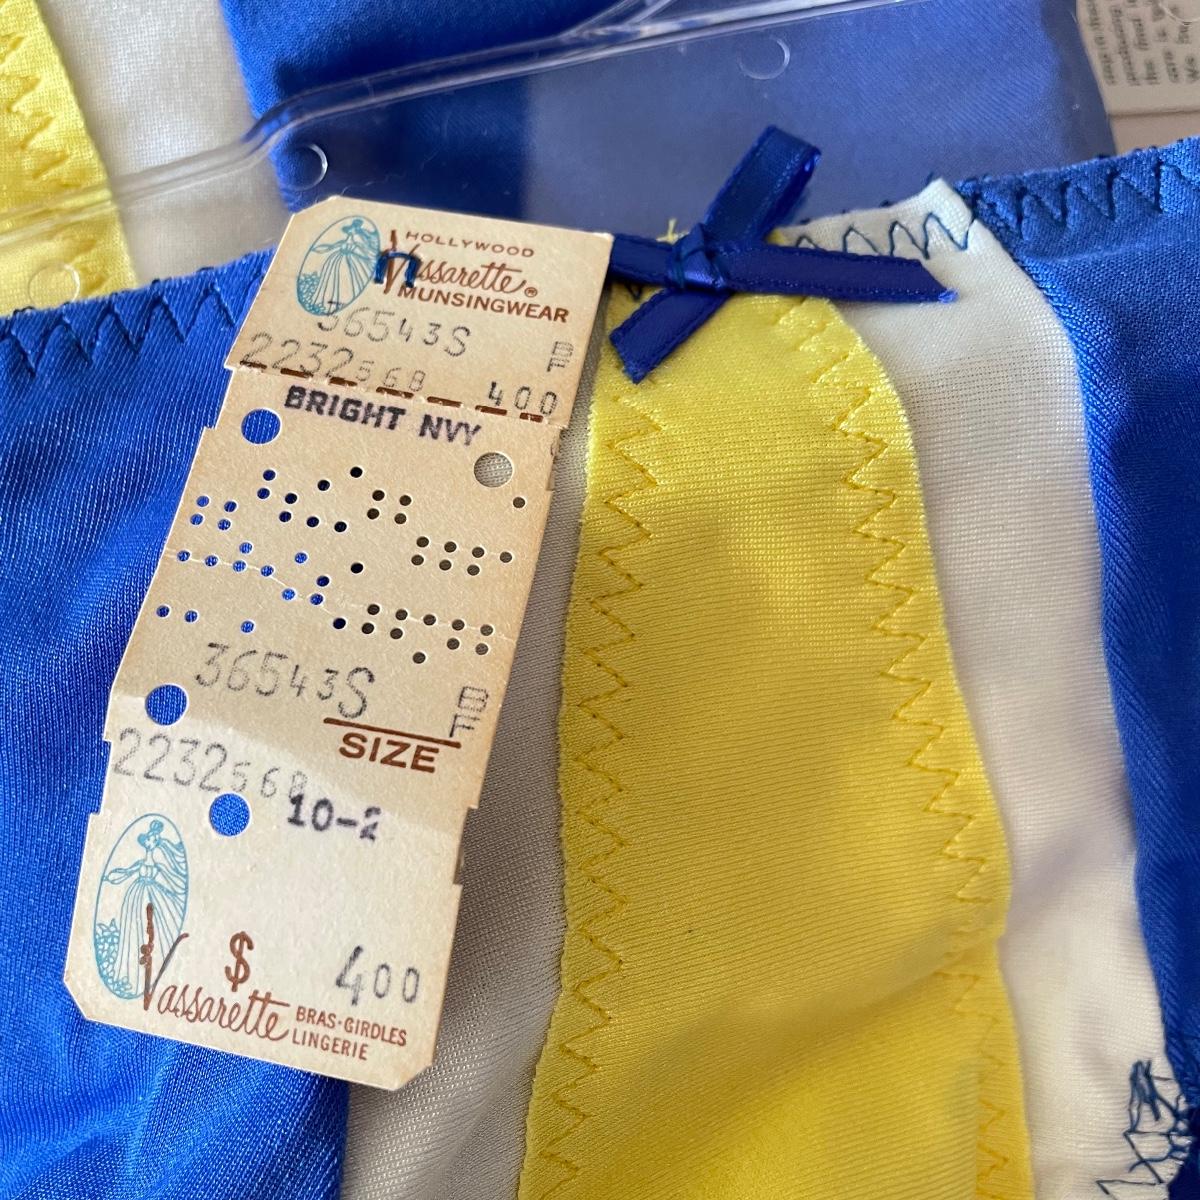 HOLLYWOOD
Vassarette®
MUNSINGWEAR
36543S
BF
2232568
400
BRIGHT NVY
36543S
BF
SIZE
2232568
10-2
$ 400
Vassarette BRAS·GIRDLES
LINGERIE